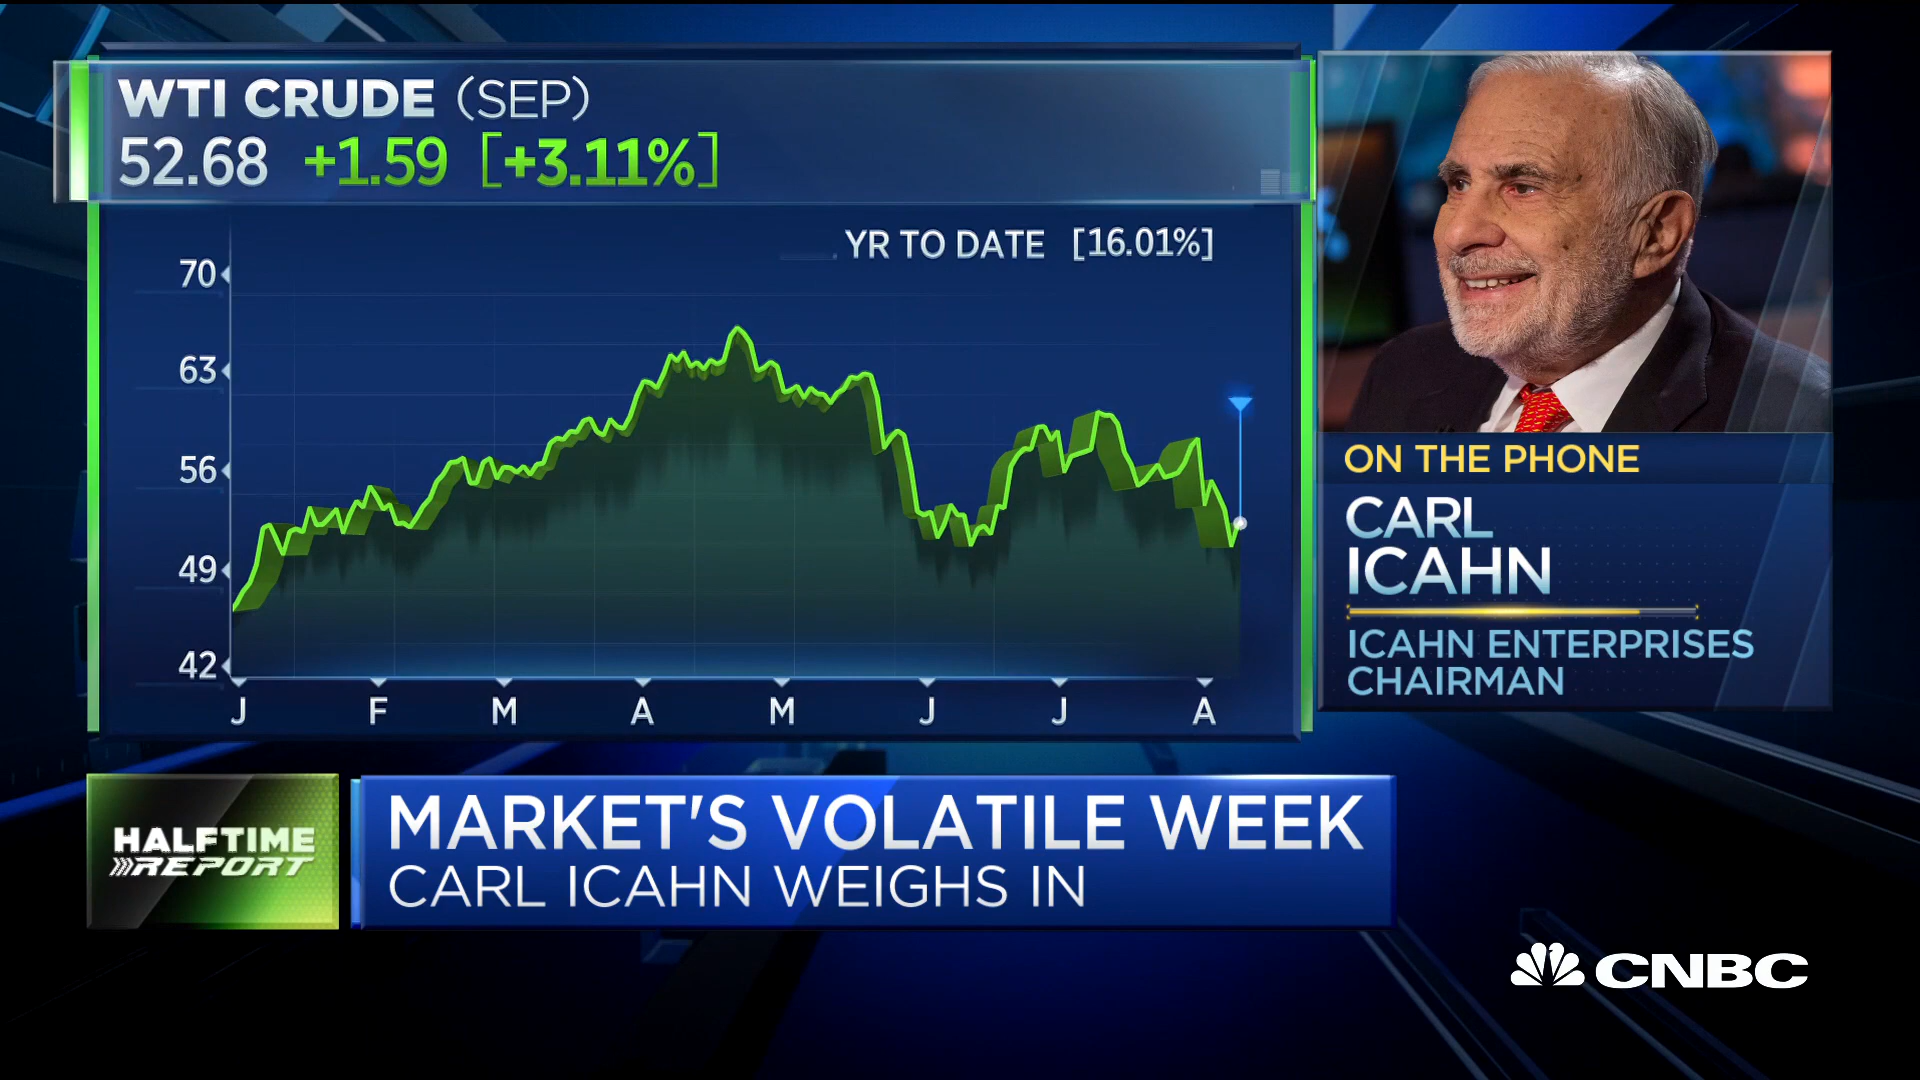 WTI CRUDE (SEP)
52.68 +1.59 [+3.11%]
YR TO DATE [16.01%]
70
63
56
49
42
J F M A M J J A
ON THE PHONE
CARL
ICAHN
ICAHN ENTERPRISES
CHAIRMAN
HALFTIME
REPORT
MARKET'S VOLATILE WEEK
CARL ICAHN WEIGHS IN
CNBC